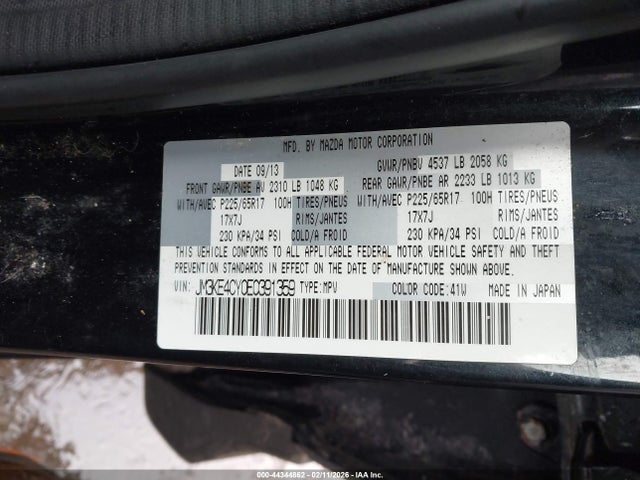 MFD. BY MAZDA MOTOR CORPORATION
DATE 09/13 GVWR/PNBV 4537 LB 2058 KG
FRONT GAWR/PNBE AV 2310 LB 1048 KG REAR GAWR/PNBE AR 2233 LB 1013 KG
WITH/AVEC P225/65R17 100H TIRES/PNEUS WITH/AVEC P225/65R17 100H TIRES/PNEUS
17X7J RIMS/JANTES 17X7J RIMS/JANTES
230 KPA/34 PSI COLD/A FROID 230 KPA/34 PSI COLD/A FROID
THIS VEHICLE CONFORMS TO ALL APPLICABLE FEDERAL MOTOR VEHICLE SAFETY AND THEFT
PREVENTION STANDARDS IN EFFECT ON THE DATE OF MANUFACTURE SHOWN ABOVE.
VIN: JM3KE4CY0E0391359 TYPE:MPV COLOR CODE:41W MADE IN JAPAN
000-44344862 - 02/11/2026 - IAA Inc.